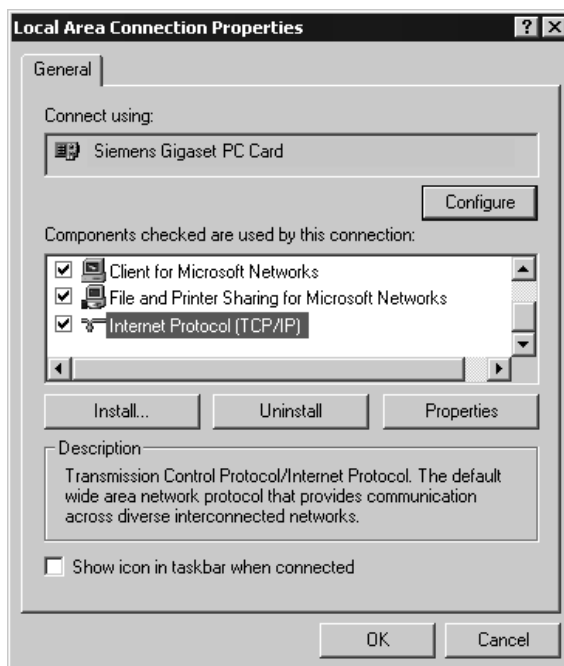 Local Area Connection Properties
General
Connect using:
Siemens Gigaset PC Card
Configure
Components checked are used by this connection:
Client for Microsoft Networks
File and Printer Sharing for Microsoft Networks
Internet Protocol (TCP/IP)
Install... Uninstall Properties
Description
Transmission Control Protocol/Internet Protocol. The default
wide area network protocol that provides communication
across diverse interconnected networks.
Show icon in taskbar when connected
OK Cancel